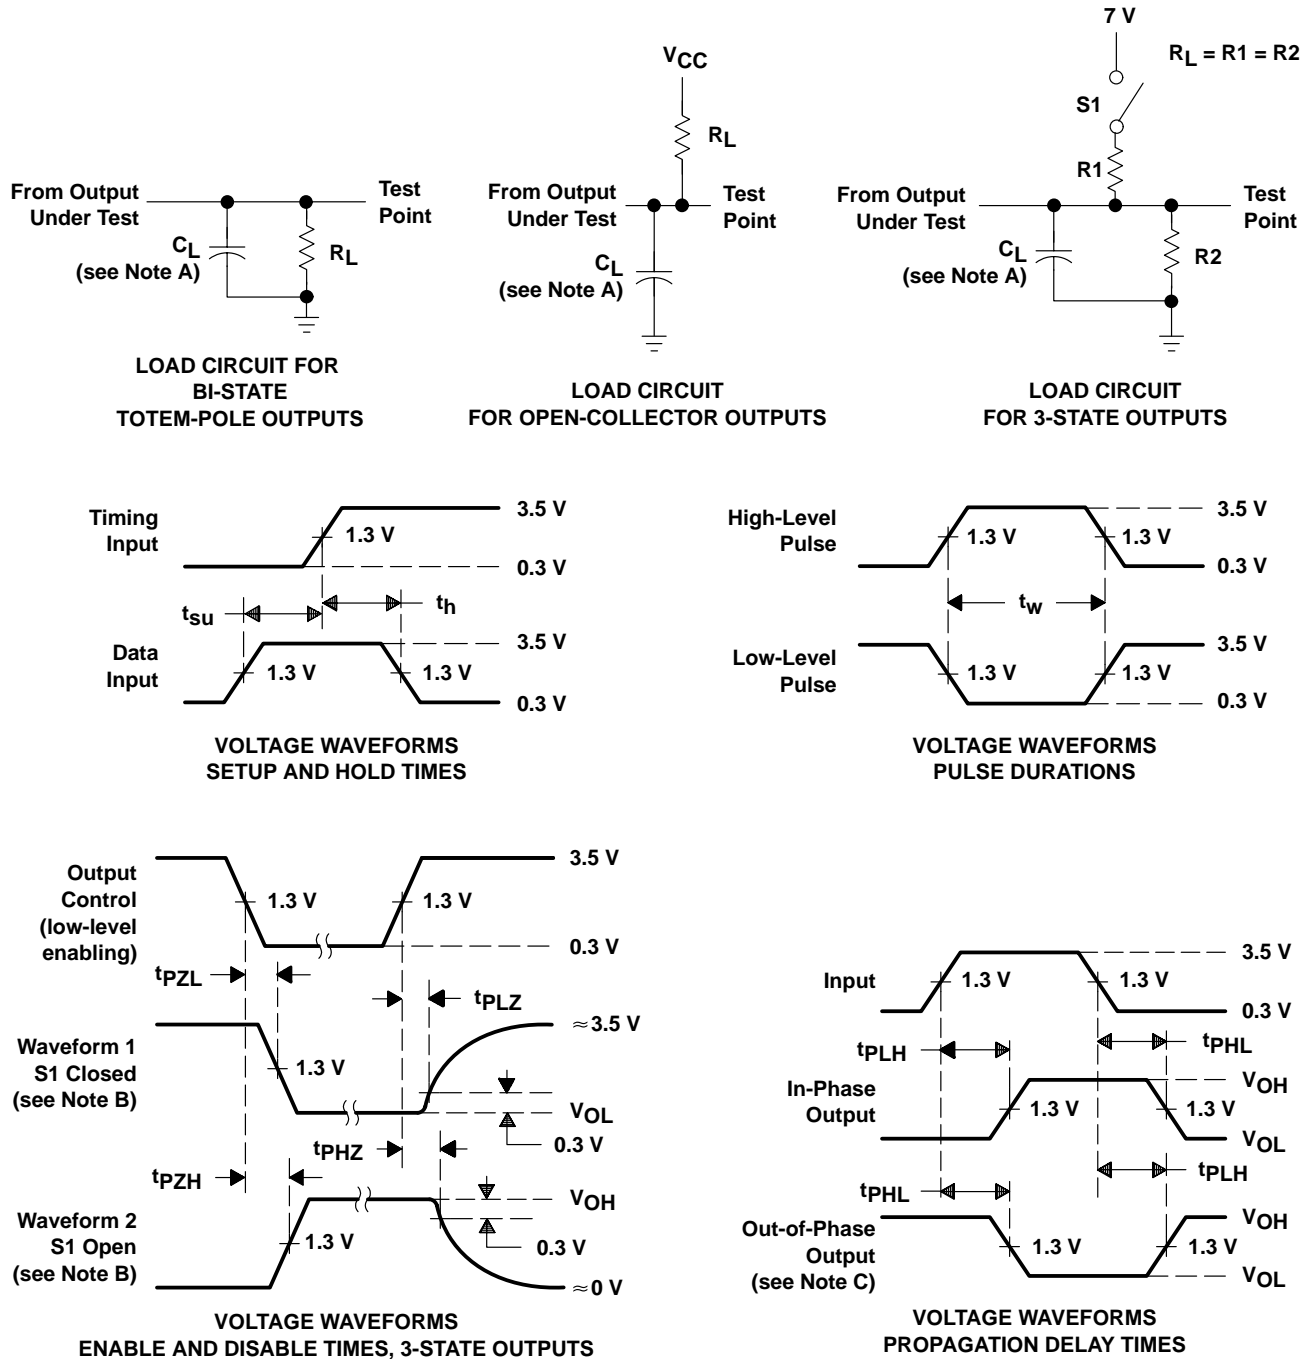 From Output
Under Test
Test
Point
CL
(see Note A)
RL
LOAD CIRCUIT FOR
BI-STATE
TOTEM-POLE OUTPUTS
VCC
RL
From Output
Under Test
Test
Point
CL
(see Note A)
LOAD CIRCUIT
FOR OPEN-COLLECTOR OUTPUTS
7 V
RL = R1 = R2
S1
R1
From Output
Under Test
Test
Point
CL
(see Note A)
R2
LOAD CIRCUIT
FOR 3-STATE OUTPUTS
Timing
Input
1.3 V
3.5 V
0.3 V
tsu
th
Data
Input
1.3 V
1.3 V
3.5 V
0.3 V
VOLTAGE WAVEFORMS
SETUP AND HOLD TIMES
High-Level
Pulse
1.3 V
1.3 V
3.5 V
0.3 V
tw
Low-Level
Pulse
1.3 V
1.3 V
3.5 V
0.3 V
VOLTAGE WAVEFORMS
PULSE DURATIONS
Output
Control
(low-level
enabling)
1.3 V
1.3 V
3.5 V
0.3 V
tPZL
tPLZ
Waveform 1
S1 Closed
(see Note B)
1.3 V
≈3.5 V
VOL
0.3 V
tPHZ
tPZH
Waveform 2
S1 Open
(see Note B)
1.3 V
VOH
0.3 V
≈0 V
VOLTAGE WAVEFORMS
ENABLE AND DISABLE TIMES, 3-STATE OUTPUTS
Input
1.3 V
1.3 V
3.5 V
0.3 V
tPLH
tPHL
In-Phase
Output
1.3 V
1.3 V
VOH
VOL
tPHL
tPLH
Out-of-Phase
Output
(see Note C)
1.3 V
1.3 V
VOH
VOL
VOLTAGE WAVEFORMS
PROPAGATION DELAY TIMES